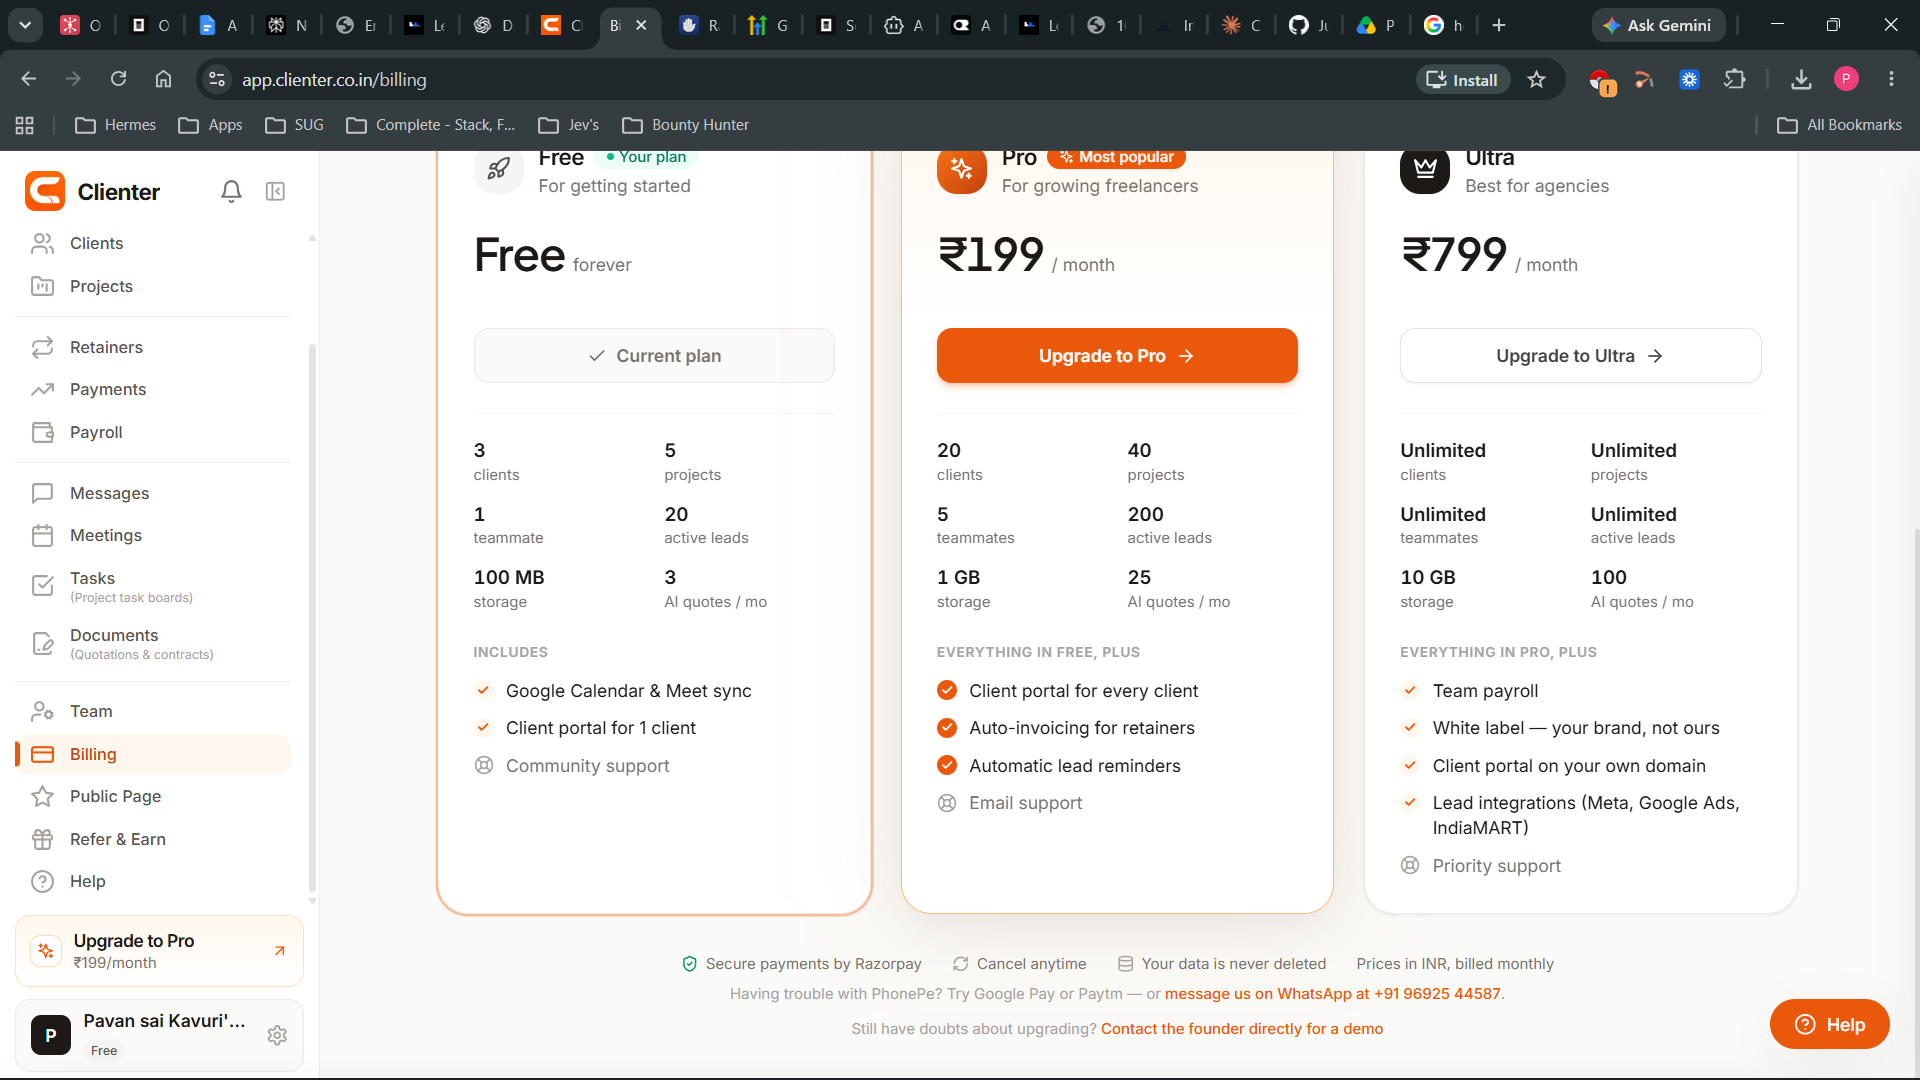 Ask Gemini
app.clienter.co.in/billing
Install
Hermes
Apps
SUG
Complete - Stack, F...
Jev's
Bounty Hunter
All Bookmarks
Clienter
Clients
Projects
Retainers
Payments
Payroll
Messages
Meetings
Tasks
(Project task boards)
Documents
(Quotations & contracts)
Team
Billing
Public Page
Refer & Earn
Help
Upgrade to Pro
₹199/month
P
Pavan sai Kavuri'...
Free
Free
Your plan
For getting started
Free forever
Current plan
3
clients
5
projects
1
teammate
20
active leads
100 MB
storage
3
AI quotes / mo
INCLUDES
Google Calendar & Meet sync
Client portal for 1 client
Community support
Pro
Most popular
For growing freelancers
₹199 / month
Upgrade to Pro
20
clients
40
projects
5
teammates
200
active leads
1 GB
storage
25
AI quotes / mo
EVERYTHING IN FREE, PLUS
Client portal for every client
Auto-invoicing for retainers
Automatic lead reminders
Email support
Ultra
Best for agencies
₹799 / month
Upgrade to Ultra
Unlimited
clients
Unlimited
projects
Unlimited
teammates
Unlimited
active leads
10 GB
storage
100
AI quotes / mo
EVERYTHING IN PRO, PLUS
Team payroll
White label — your brand, not ours
Client portal on your own domain
Lead integrations (Meta, Google Ads,
IndiaMART)
Priority support
Secure payments by Razorpay
Cancel anytime
Your data is never deleted
Prices in INR, billed monthly
Having trouble with PhonePe? Try Google Pay or Paytm — or message us on WhatsApp at +91 96925 44587.
Still have doubts about upgrading? Contact the founder directly for a demo
Help